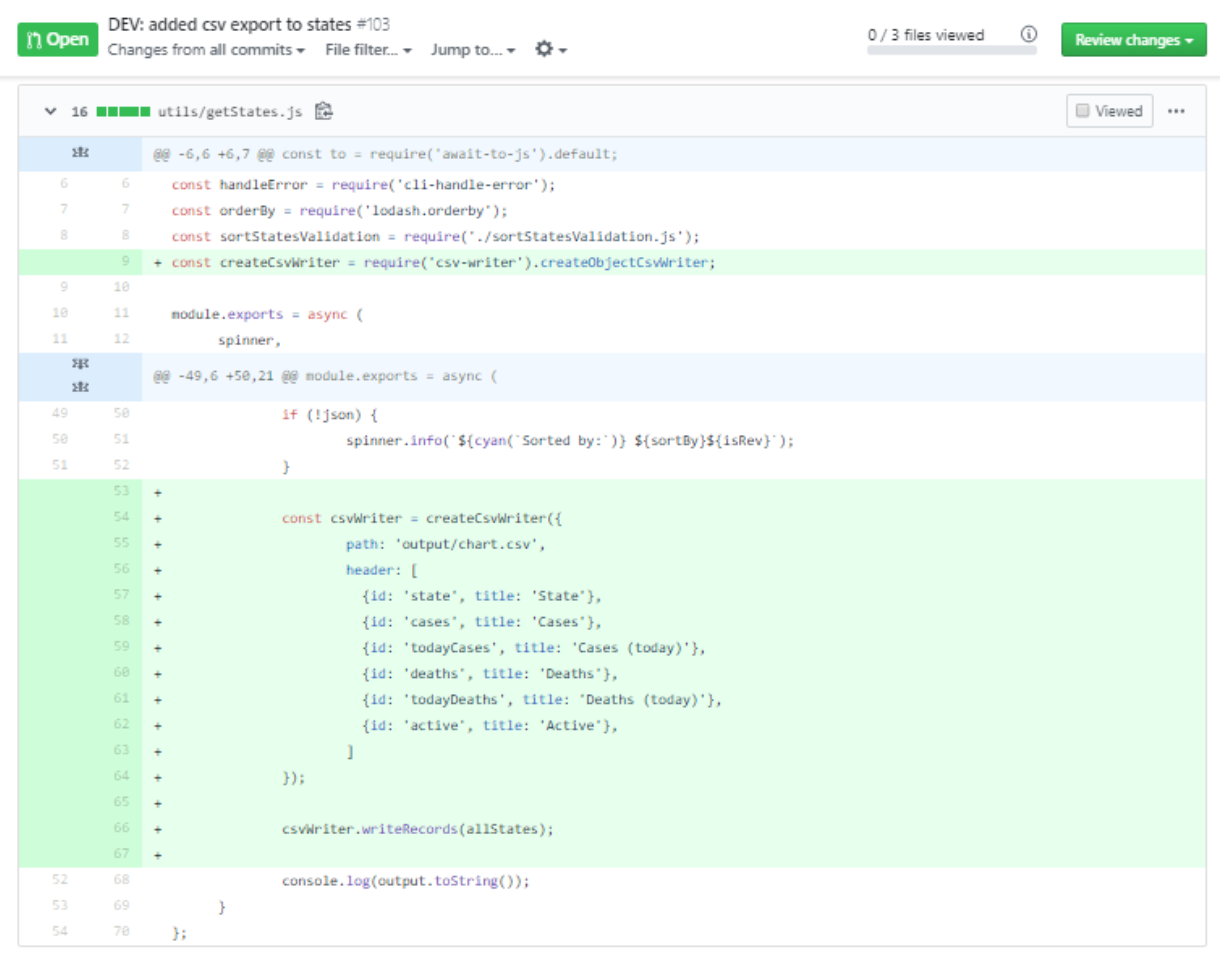 Open
DEV: added csv export to states #103
Changes from all commits File filter... Jump to...
0 / 3 files viewed
Review changes
16 utils/getStates.js
Viewed
@@ -6,6 +6,7 @@ const to = require('await-to-js').default;
6 6 const handleError = require('cli-handle-error');
7 7 const orderBy = require('lodash.orderby');
8 8 const sortStatesValidation = require('./sortStatesValidation.js');
9 + const createCsvWriter = require('csv-writer').createObjectCsvWriter;
9 10
10 11 module.exports = async (
11 12 spinner,
@@ -49,6 +50,21 @@ module.exports = async (
49 50 if (!json) {
50 51 spinner.info(`${cyan(`Sorted by:`)} ${sortBy}${isRev}`);
51 52 }
53 +
54 + const csvWriter = createCsvWriter({
55 + path: 'output/chart.csv',
56 + header: [
57 + {id: 'state', title: 'State'},
58 + {id: 'cases', title: 'Cases'},
59 + {id: 'todayCases', title: 'Cases (today)'},
60 + {id: 'deaths', title: 'Deaths'},
61 + {id: 'todayDeaths', title: 'Deaths (today)'},
62 + {id: 'active', title: 'Active'},
63 + ]
64 + });
65 +
66 + csvWriter.writeRecords(allStates);
67 +
52 68 console.log(output.toString());
53 69 }
54 70 };